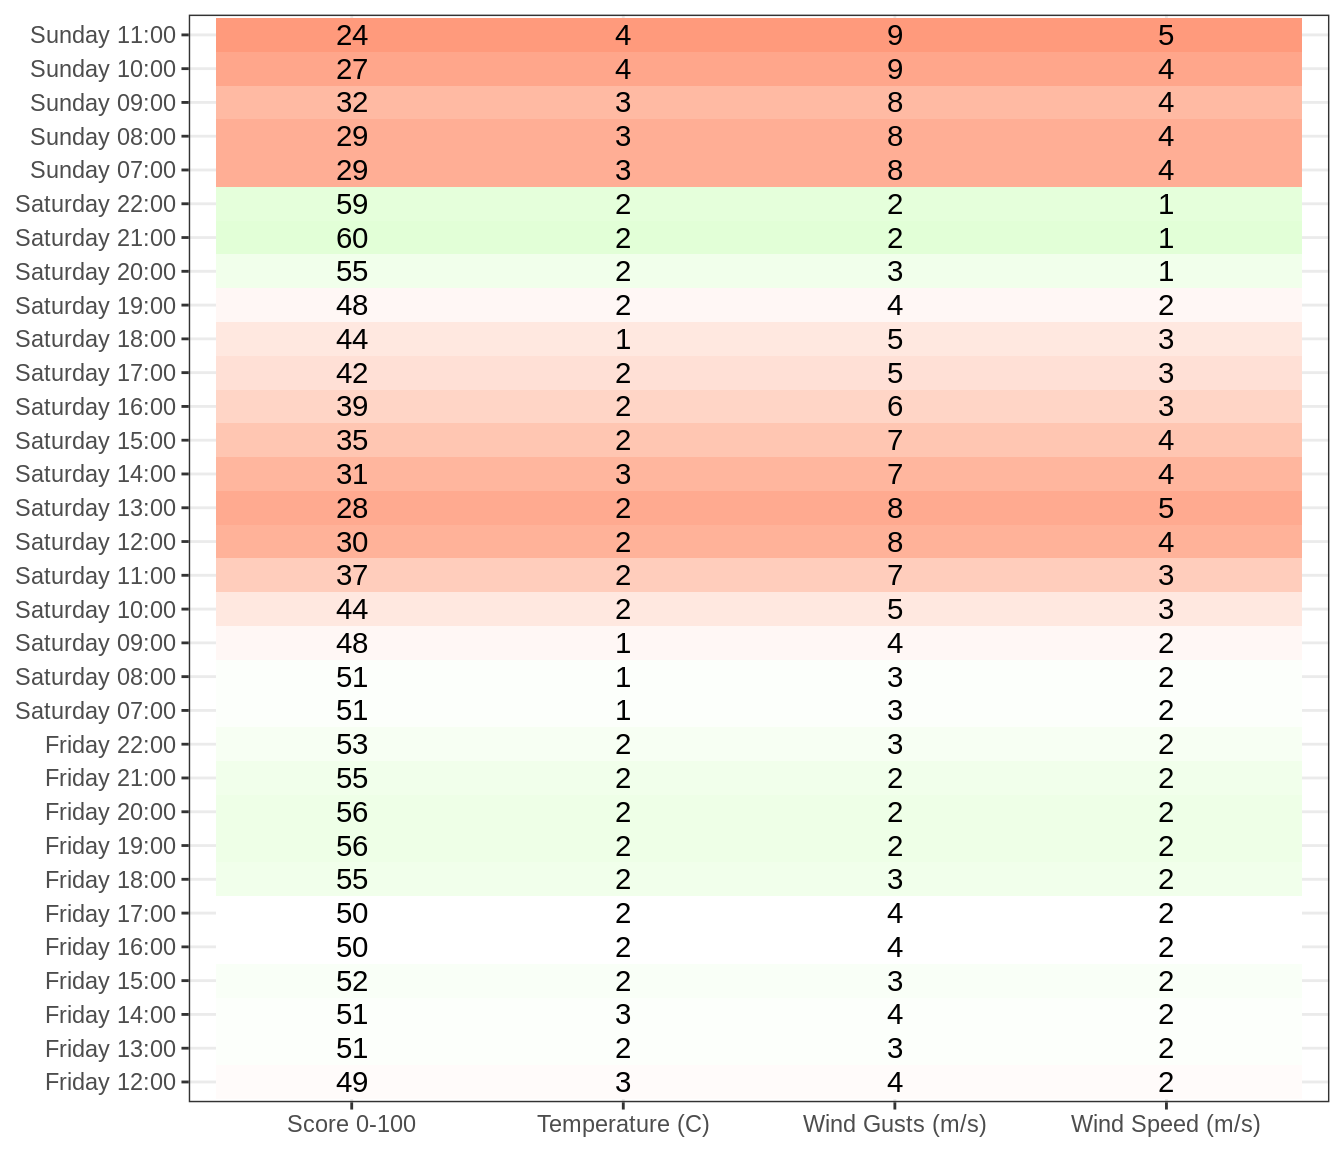 Sunday 11:00 24 4 9 5
Sunday 10:00 27 4 9 4
Sunday 09:00 32 3 8 4
Sunday 08:00 29 3 8 4
Sunday 07:00 29 3 8 4
Saturday 22:00 59 2 2 1
Saturday 21:00 60 2 2 1
Saturday 20:00 55 2 3 1
Saturday 19:00 48 2 4 2
Saturday 18:00 44 1 5 3
Saturday 17:00 42 2 5 3
Saturday 16:00 39 2 6 3
Saturday 15:00 35 2 7 4
Saturday 14:00 31 3 7 4
Saturday 13:00 28 2 8 5
Saturday 12:00 30 2 8 4
Saturday 11:00 37 2 7 3
Saturday 10:00 44 2 5 3
Saturday 09:00 48 1 4 2
Saturday 08:00 51 1 3 2
Saturday 07:00 51 1 3 2
Friday 22:00 53 2 3 2
Friday 21:00 55 2 2 2
Friday 20:00 56 2 2 2
Friday 19:00 56 2 2 2
Friday 18:00 55 2 3 2
Friday 17:00 50 2 4 2
Friday 16:00 50 2 4 2
Friday 15:00 52 2 3 2
Friday 14:00 51 3 4 2
Friday 13:00 51 2 3 2
Friday 12:00 49 3 4 2
Score 0-100 Temperature (C) Wind Gusts (m/s) Wind Speed (m/s)